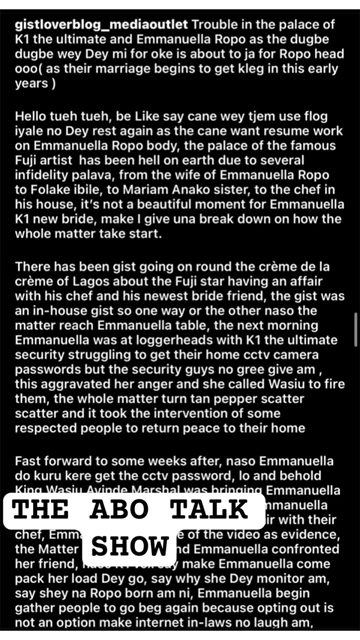 gistloverblog_mediaoutlet Trouble in the palace of
K1 the ultimate and Emmanuella Ropo as the dugbe
dugbe wey Dey mi for oke is about to ja for Ropo head
ooo( as their marriage begins to get kleg in this early
years )
Hello tueh tueh, be Like say cane wey tjem use flog
iyale no Dey rest again as the cane want resume work
on Emmanuella Ropo body, the palace of the famous
Fuji artist has been hell on earth due to several
infidelity palava, from the wife of Emmanuella Ropo
to Folake ibile, to Mariam Anako sister, to the chef in
his house, it's not a beautiful moment for Emmanuella
K1 new bride, make I give una break down on how the
whole matter take start.
There has been gist going on round the crème de la
crème of Lagos about the Fuji star having an affair
with his chef and his newest bride friend, the gist was
an in-house gist so one way or the other naso the
matter reach Emmanuella table, the next morning
Emmanuella was at loggerheads with K1 the ultimate
security struggling to get their home cctv camera
passwords but the security guys no gree give am ,
this aggravated her anger and she called Wasiu to fire
them, the whole matter turn tan pepper scatter
scatter and it took the intervention of some
respected people to return peace to their home
Fast forward to some weeks after, naso Emmanuella
do kuru kere get the cctv password, lo and behold
King Wasiu Ayinde Marshal was bringing Emmanuella
THE ABO TALK
SHOW
Emmanuella
air with their
chef, Emma of the video as evidence,
the Matter nd Emmanuella confronted
her friend, make Emmanuella come
pack her load Dey go, say why she Dey monitor am,
say shey na Ropo born am ni, Emmanuella begin
gather people to go beg again because opting out is
not an option make internet in-laws no laugh am,